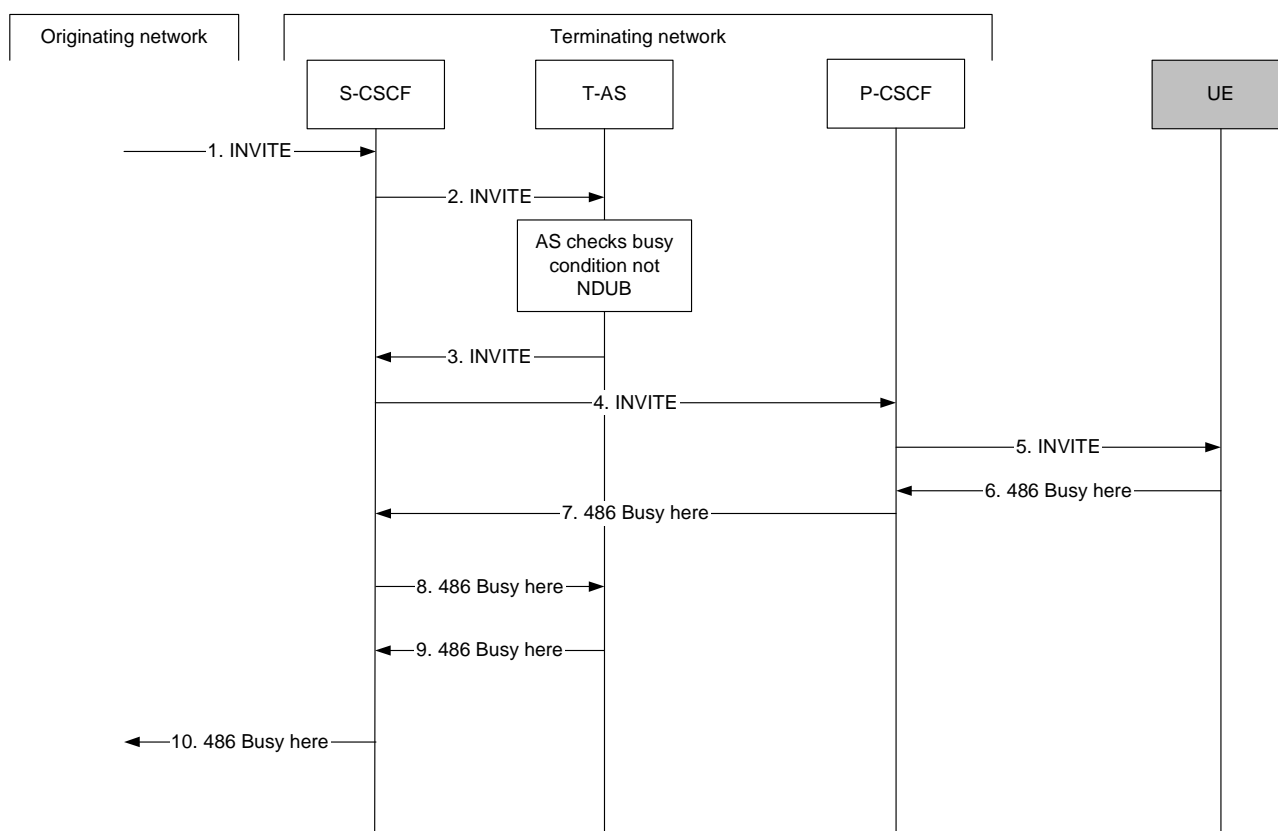 Originating network
Terminating network
S-CSCF
T-AS
P-CSCF
UE
1. INVITE
2. INVITE
AS checks busy
condition not
NDUB
3. INVITE
4. INVITE
5. INVITE
6. 486 Busy here
7. 486 Busy here
8. 486 Busy here
9. 486 Busy here
10. 486 Busy here